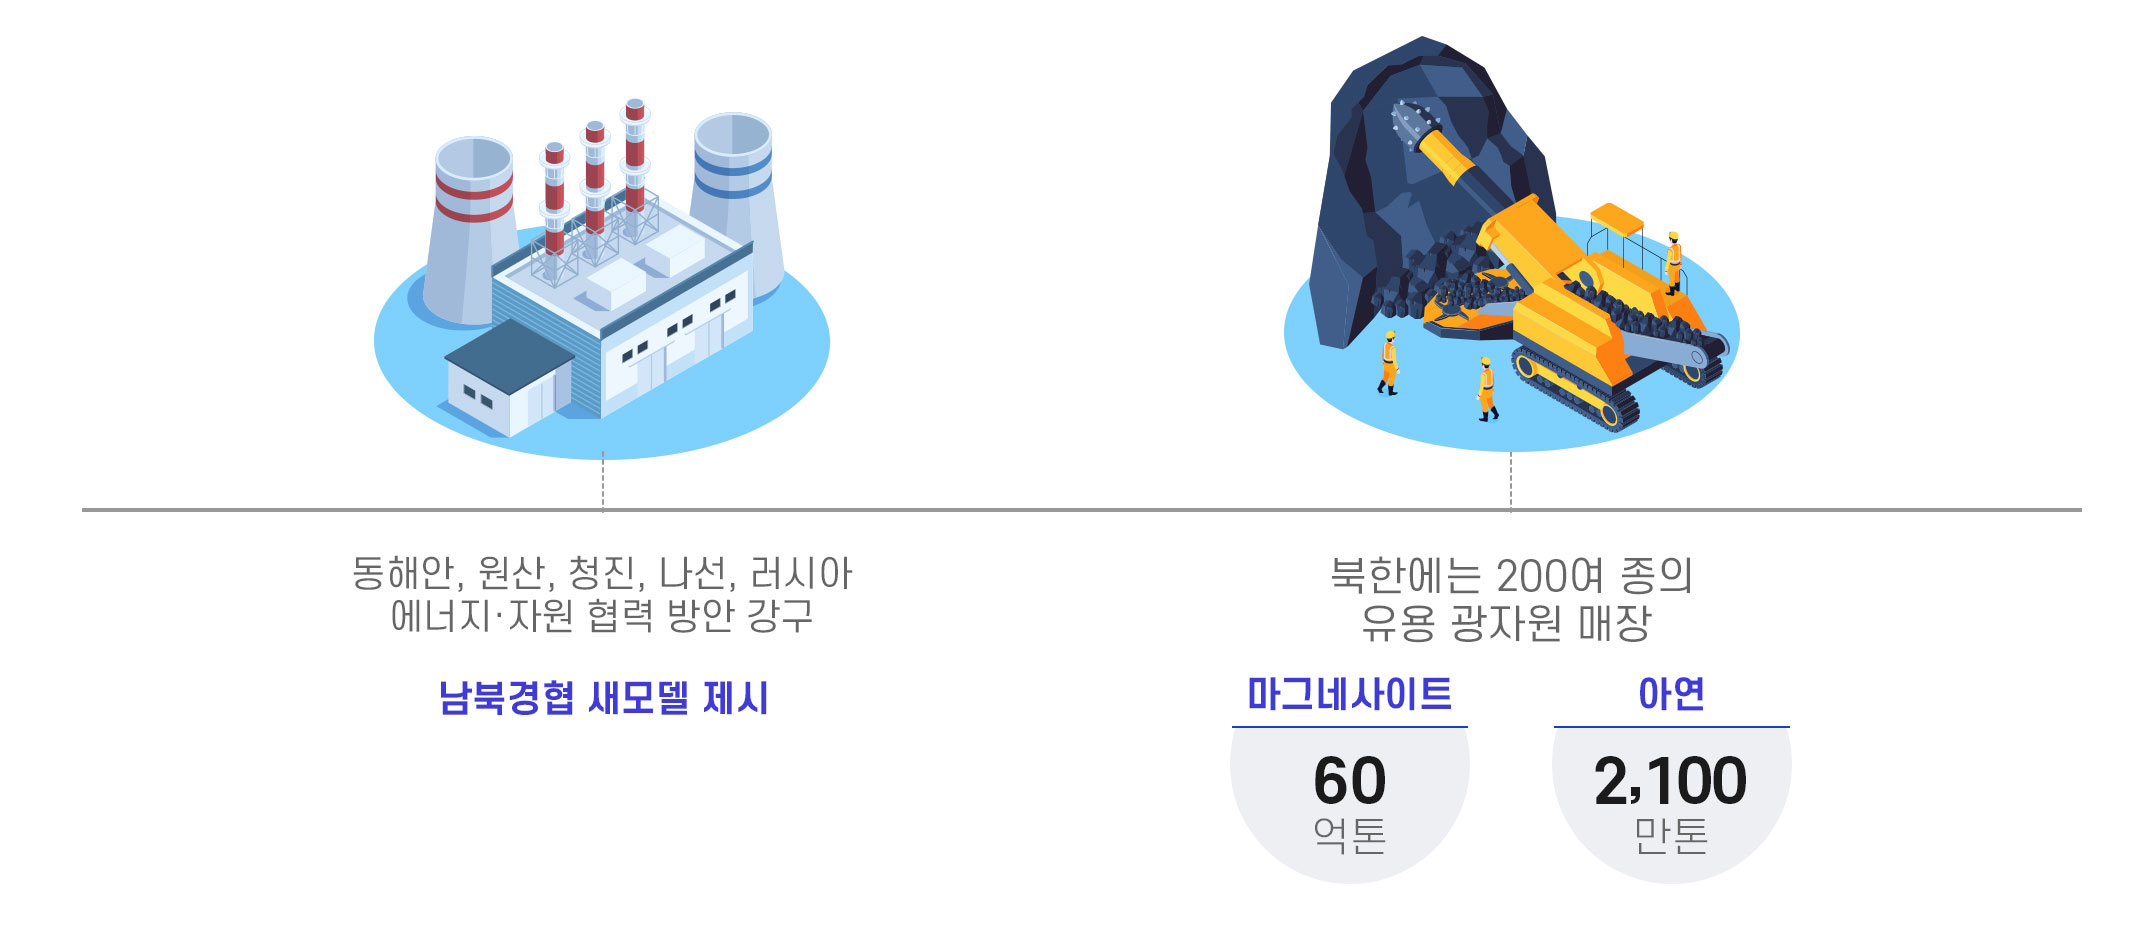 동해안, 원산, 청진, 나선, 러시아
에너지·자원 협력 방안 강구
남북경협 새모델 제시
북한에는 200여 종의
유용 광자원 매장
마그네사이트
60
억톤
아연
2,100
만톤